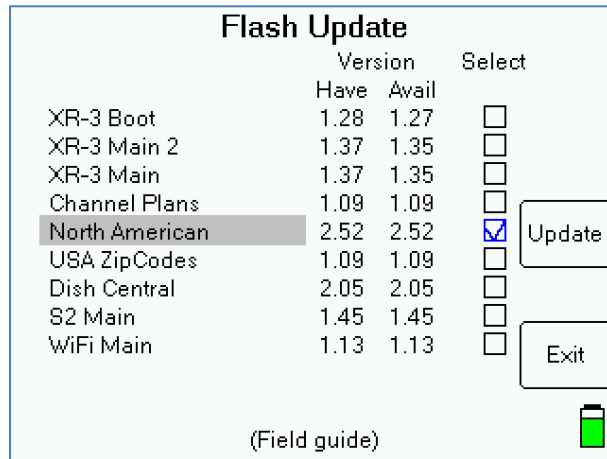 Flash Update
Version Select
Have Avail
XR-3 Boot 1.28 1.27
XR-3 Main 2 1.37 1.35
XR-3 Main 1.37 1.35
Channel Plans 1.09 1.09
North American 2.52 2.52
Update
USA ZipCodes 1.09 1.09
Dish Central 2.05 2.05
S2 Main 1.45 1.45
WiFi Main 1.13 1.13
Exit
(Field guide)